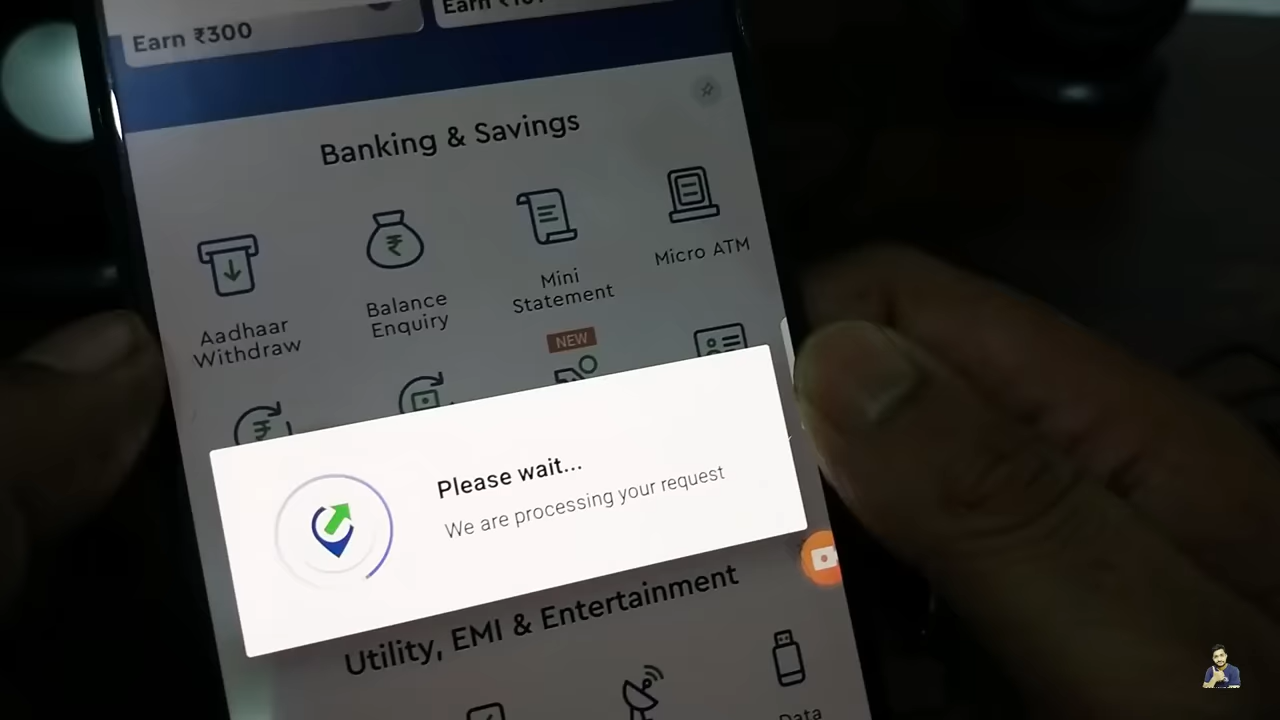 Earn ₹300
Earn
Banking & Savings
Aadhaar
Withdraw
Balance
Enquiry
Mini
Statement
Micro ATM
NEW
Please wait...
We are processing your request
Utility, EMI & Entertainment
Data